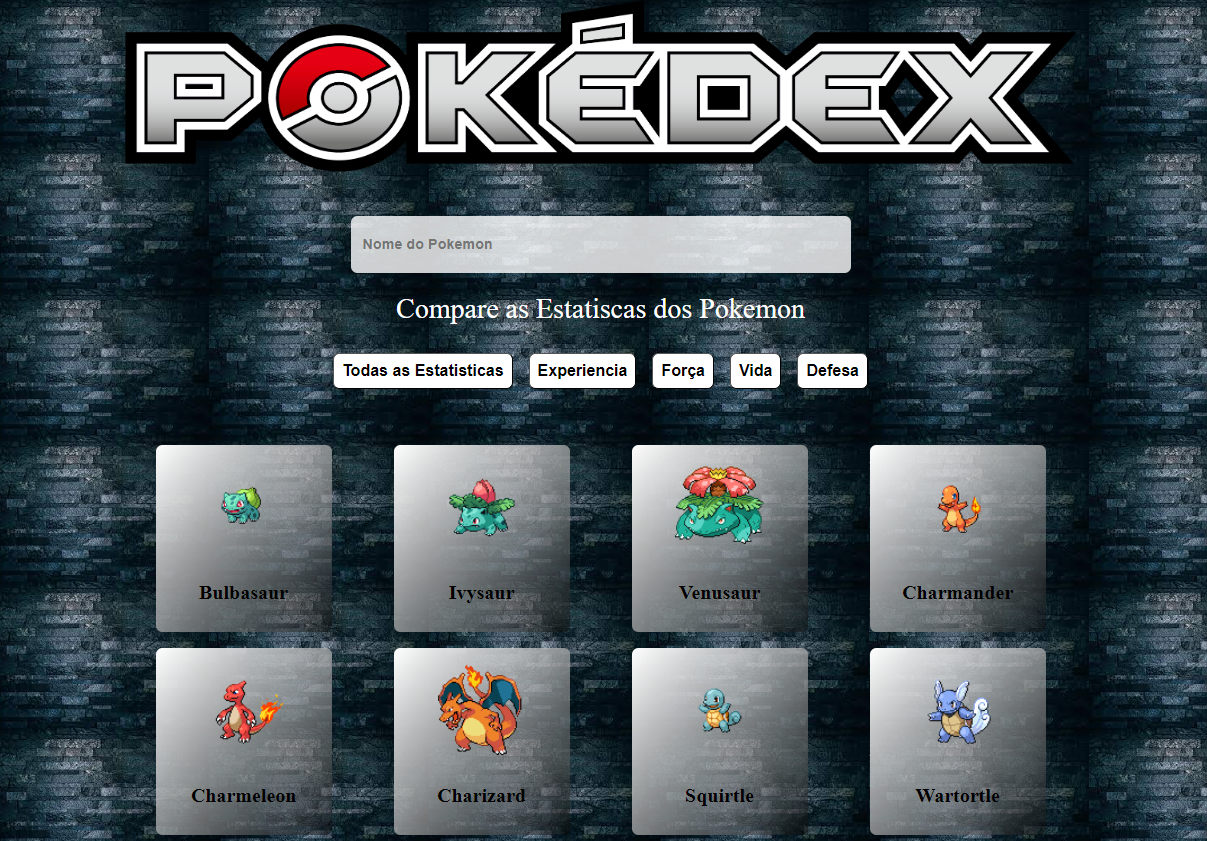 POKÉDEX
Nome do Pokemon
Compare as Estatiscas dos Pokemon
Todas as Estatisticas Experiencia Força Vida Defesa
Bulbasaur Ivysaur Venusaur Charmander
Charmeleon Charizard Squirtle Wartortle